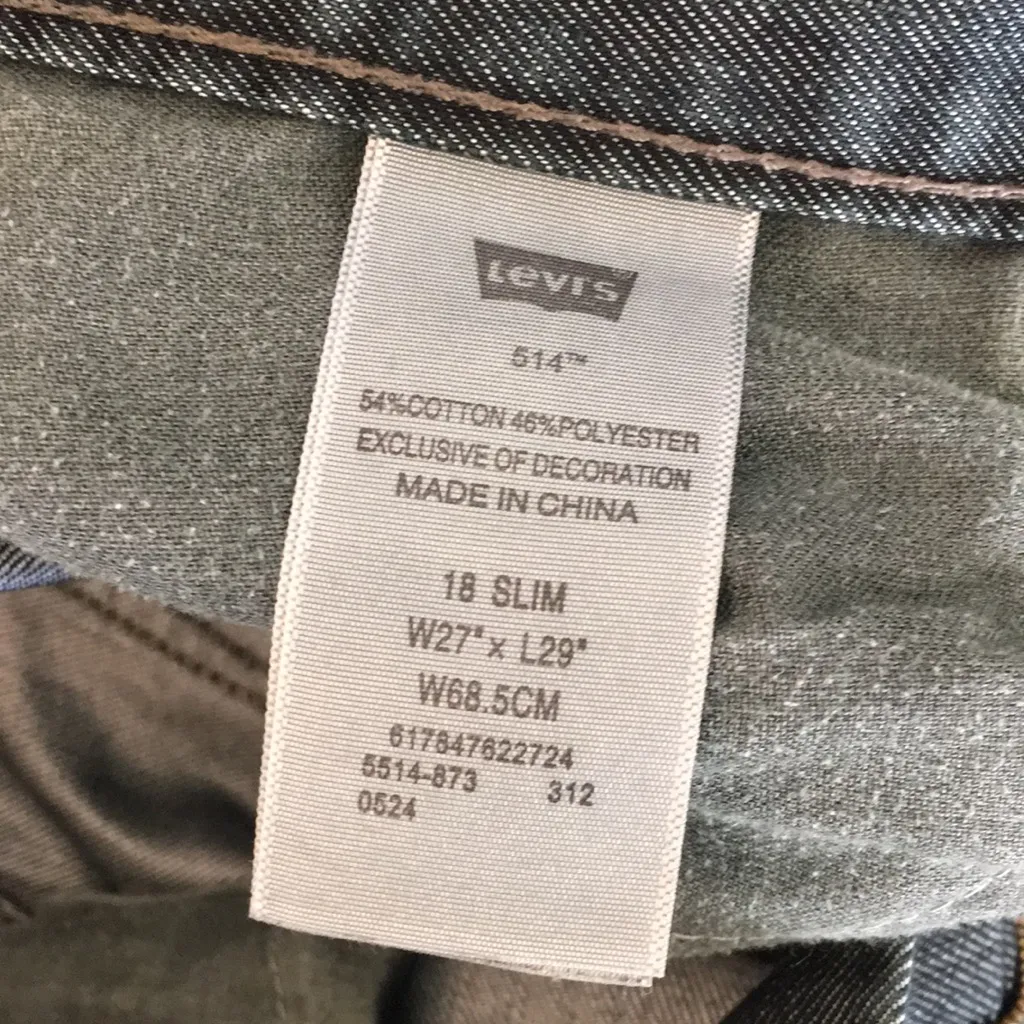 Levi's
514™
54%COTTON 46%POLYESTER
EXCLUSIVE OF DECORATION
MADE IN CHINA
18 SLIM
W27"x L29"
W68.5CM
617847622724
5514-873 312
0524